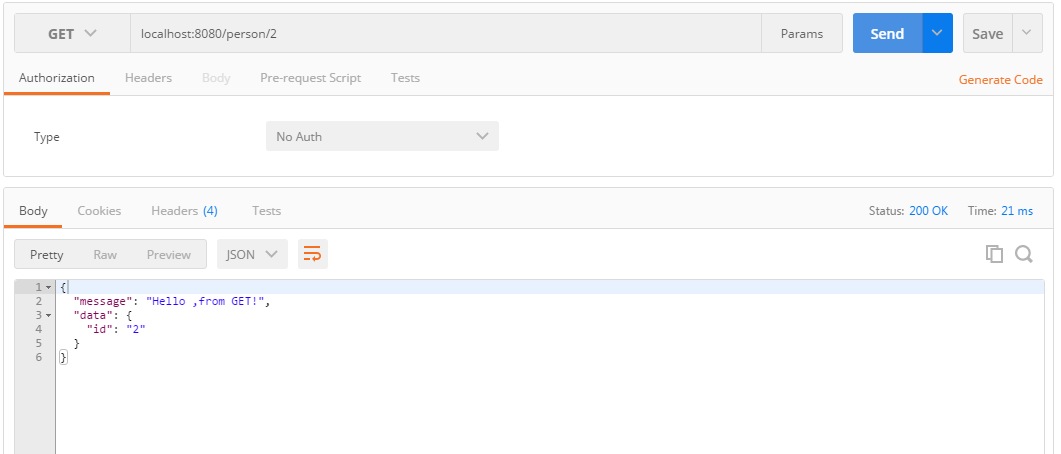 GET localhost:8080/person/2 Params Send Save
Authorization Headers Body Pre-request Script Tests Generate Code
Type No Auth
Body Cookies Headers (4) Tests Status: 200 OK Time: 21 ms
Pretty Raw Preview JSON
1 {
2 "message": "Hello ,from GET!",
3 "data": {
4 "id": "2"
5 }
6 }